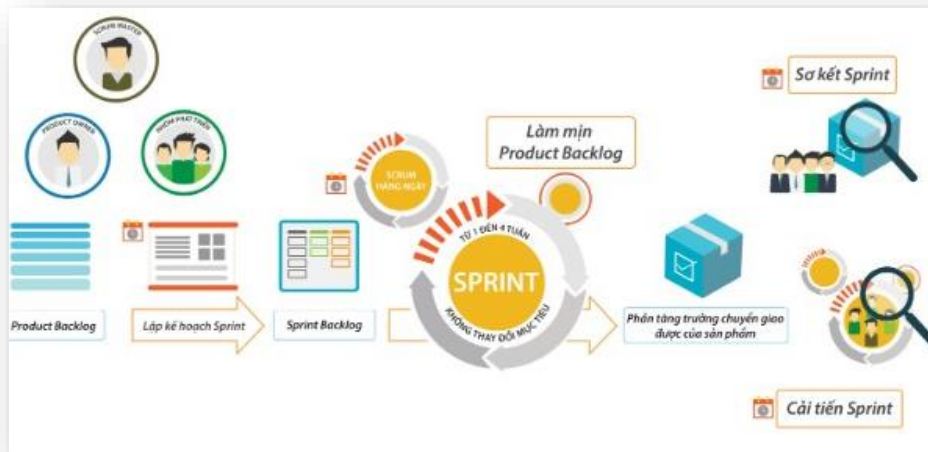 SCRUM MASTER
PRODUCT OWNER
NHÓM PHÁT TRIỂN
Sơ kết Sprint
Làm mịn
Product Backlog
SCRUM
HÀNG NGÀY
TỪ 1 ĐẾN 4 TUẦN
SPRINT
KHÔNG THAY ĐỔI MỤC TIÊU
Product Backlog
Lập kế hoạch Sprint
Sprint Backlog
Phần tăng trưởng chuyển giao
được của sản phẩm
Cải tiến Sprint